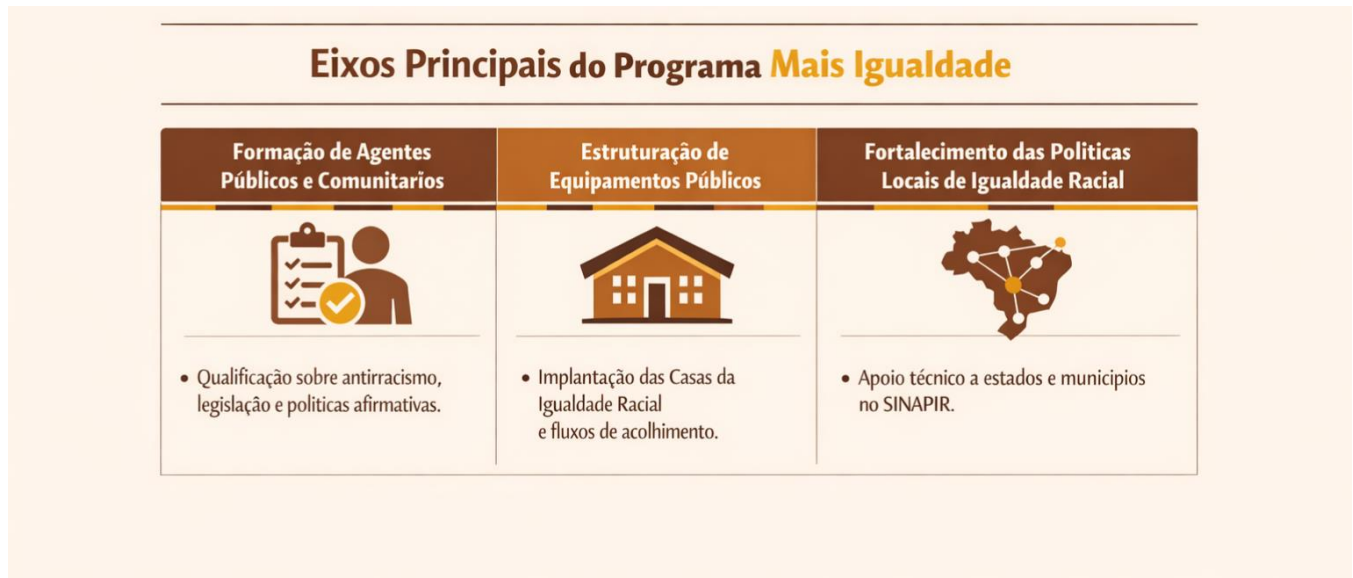 Eixos Principais do Programa Mais Igualdade
Formação de Agentes
Públicos e Comunitarios
Estruturação de
Equipamentos Públicos
Fortalecimento das Politicas
Locais de Igualdade Racial
• Qualificação sobre antirracismo,
legislação e politicas afirmativas.
• Implantação das Casas da
Igualdade Racial
e fluxos de acolhimento.
• Apoio técnico a estados e municipios
no SINAPIR.